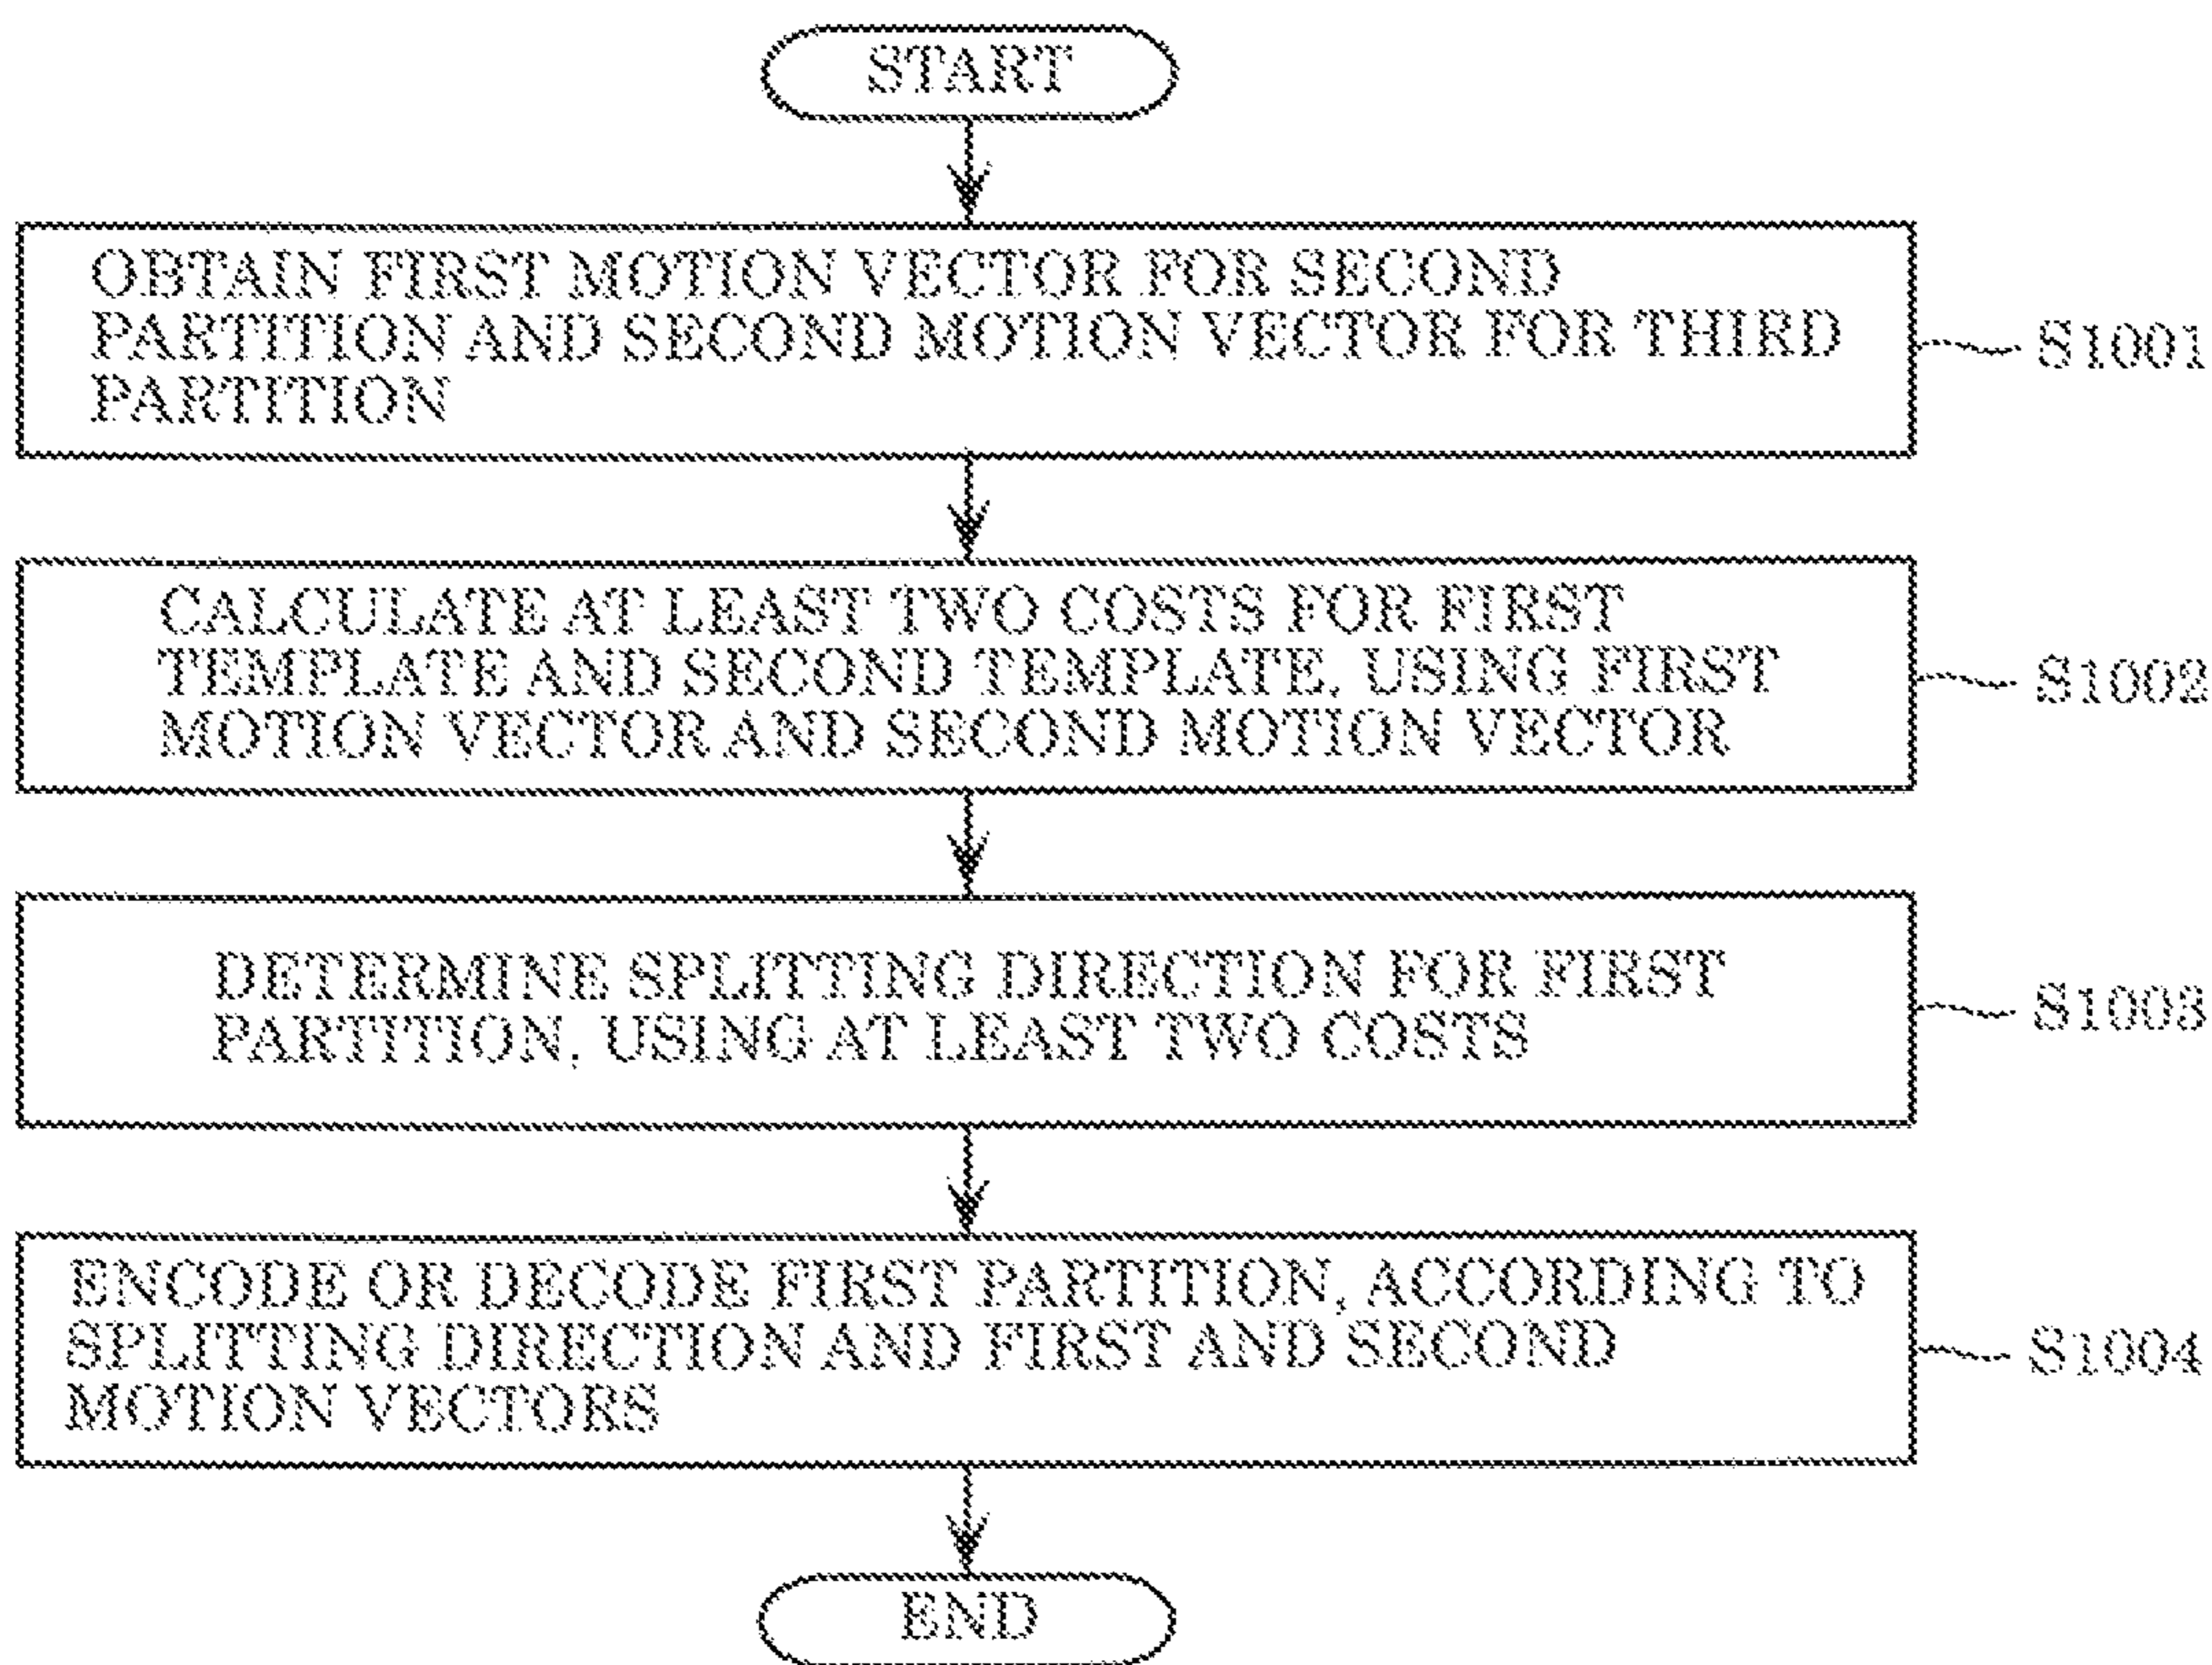 START
OBTAIN FIRST MOTION VECTOR FOR SECOND
PARTITION AND SECOND MOTION VECTOR FOR THIRD
PARTITION
S1001
CALCULATE AT LEAST TWO COSTS FOR FIRST
TEMPLATE AND SECOND TEMPLATE, USING FIRST
MOTION VECTOR AND SECOND MOTION VECTOR
S1002
DETERMINE SPLITTING DIRECTION FOR FIRST
PARTITION, USING AT LEAST TWO COSTS
S1003
ENCODE OR DECODE FIRST PARTITION, ACCORDING TO
SPLITTING DIRECTION AND FIRST AND SECOND
MOTION VECTORS
S1004
END